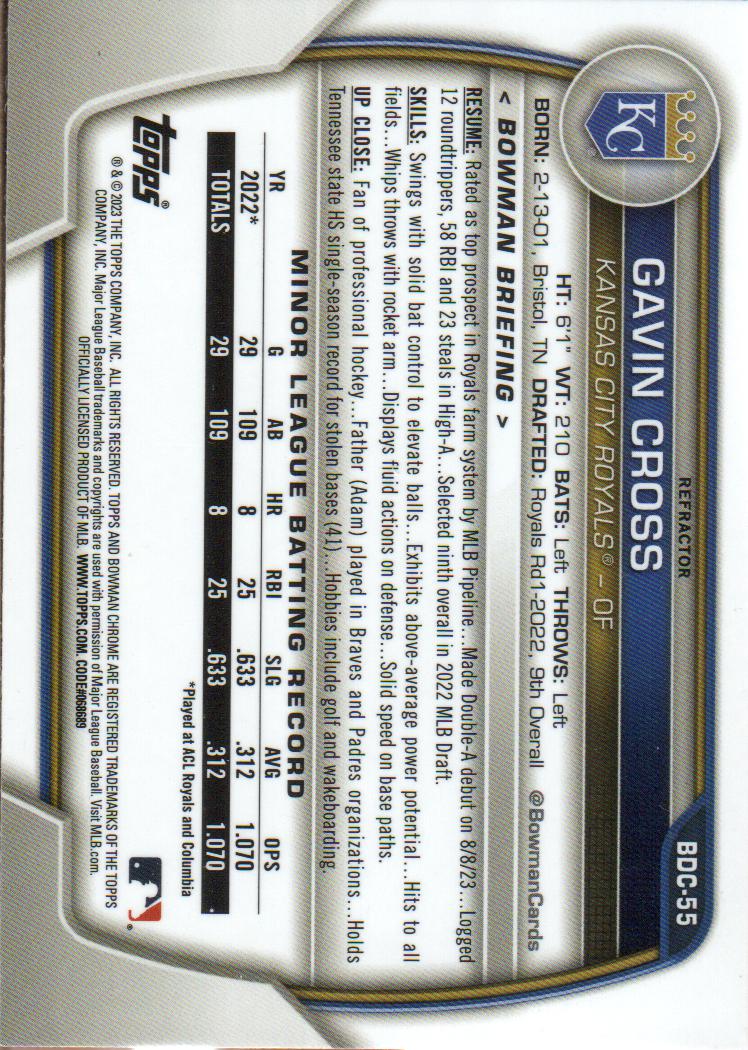 REFRACTOR
BDC-55
GAVIN CROSS
KANSAS CITY ROYALS® – OF
KC
HT: 6'1" WT: 210 BATS: Left THROWS: Left
BORN: 2-13-01, Bristol, TN DRAFTED: Royals Rd1-2022, 9th Overall @BowmanCards
< BOWMAN BRIEFING >
RESUME: Rated as top prospect in Royals farm system by MLB Pipeline...Made Double-A debut on 8/8/23....Logged
12 roundtrippers, 58 RBI and 23 steals in High-A...Selected ninth overall in 2022 MLB Draft.
SKILLS: Swings with solid bat control to elevate balls...Exhibits above-average power potential...Hits to all
fields...Whips throws with rocket arm...Displays fluid actions on defense...Solid speed on base paths.
UP CLOSE: Fan of professional hockey...Father (Adam) played in Braves and Padres organizations...Holds
Tennessee state HS single-season record for stolen bases (41)...Hobbies include golf and wakeboarding.
MINOR LEAGUE BATTING RECORD
YR G AB HR RBI SLG AVG OPS
2022* 29 109 8 25 .633 .312 1.070
TOTALS 29 109 8 25 .633 .312 1.070
*Played at ACL Royals and Columbia
topps®
® & © 2023 THE TOPPS COMPANY, INC. ALL RIGHTS RESERVED. TOPPS AND BOWMAN CHROME ARE REGISTERED TRADEMARKS OF THE TOPPS
COMPANY, INC. Major League Baseball trademarks and copyrights are used with permission of Major League Baseball. Visit MLB.com.
OFFICIALLY LICENSED PRODUCT OF MLB. WWW.TOPPS.COM. CODE#068689